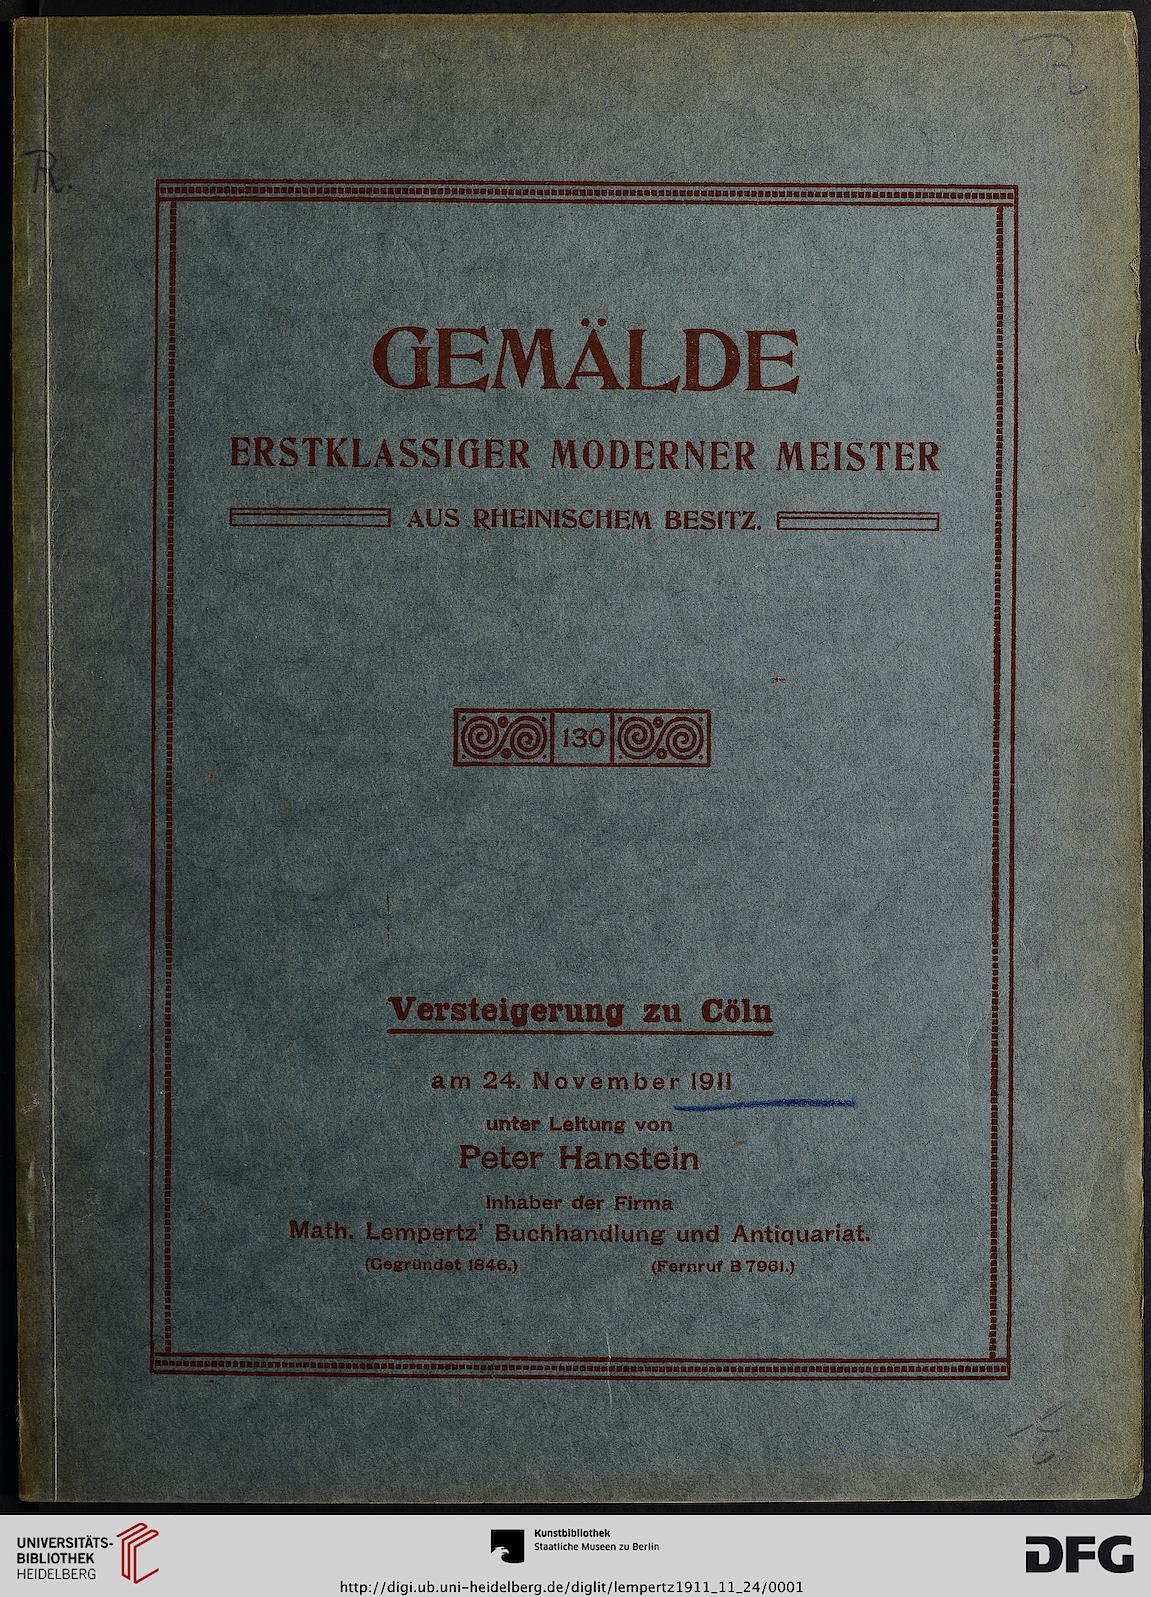 R
R.
GEMÄLDE
ERSTKLASSIGER MODERNER MEISTER
AUS RHEINISCHEM BESITZ.
130
Versteigerung zu Cöln
am 24. November 1911
unter Leitung von
Peter Hanstein
Inhaber der Firma
Math. Lempertz' Buchhandlung und Antiquariat.
(Gegründet 1846.) (Fernruf B 7961.)
UNIVERSITÄTS-
BIBLIOTHEK
HEIDELBERG
Kunstbibliothek
Staatliche Museen zu Berlin
DFG
http://digi.ub.uni-heidelberg.de/diglit/lempertz1911_11_24/0001